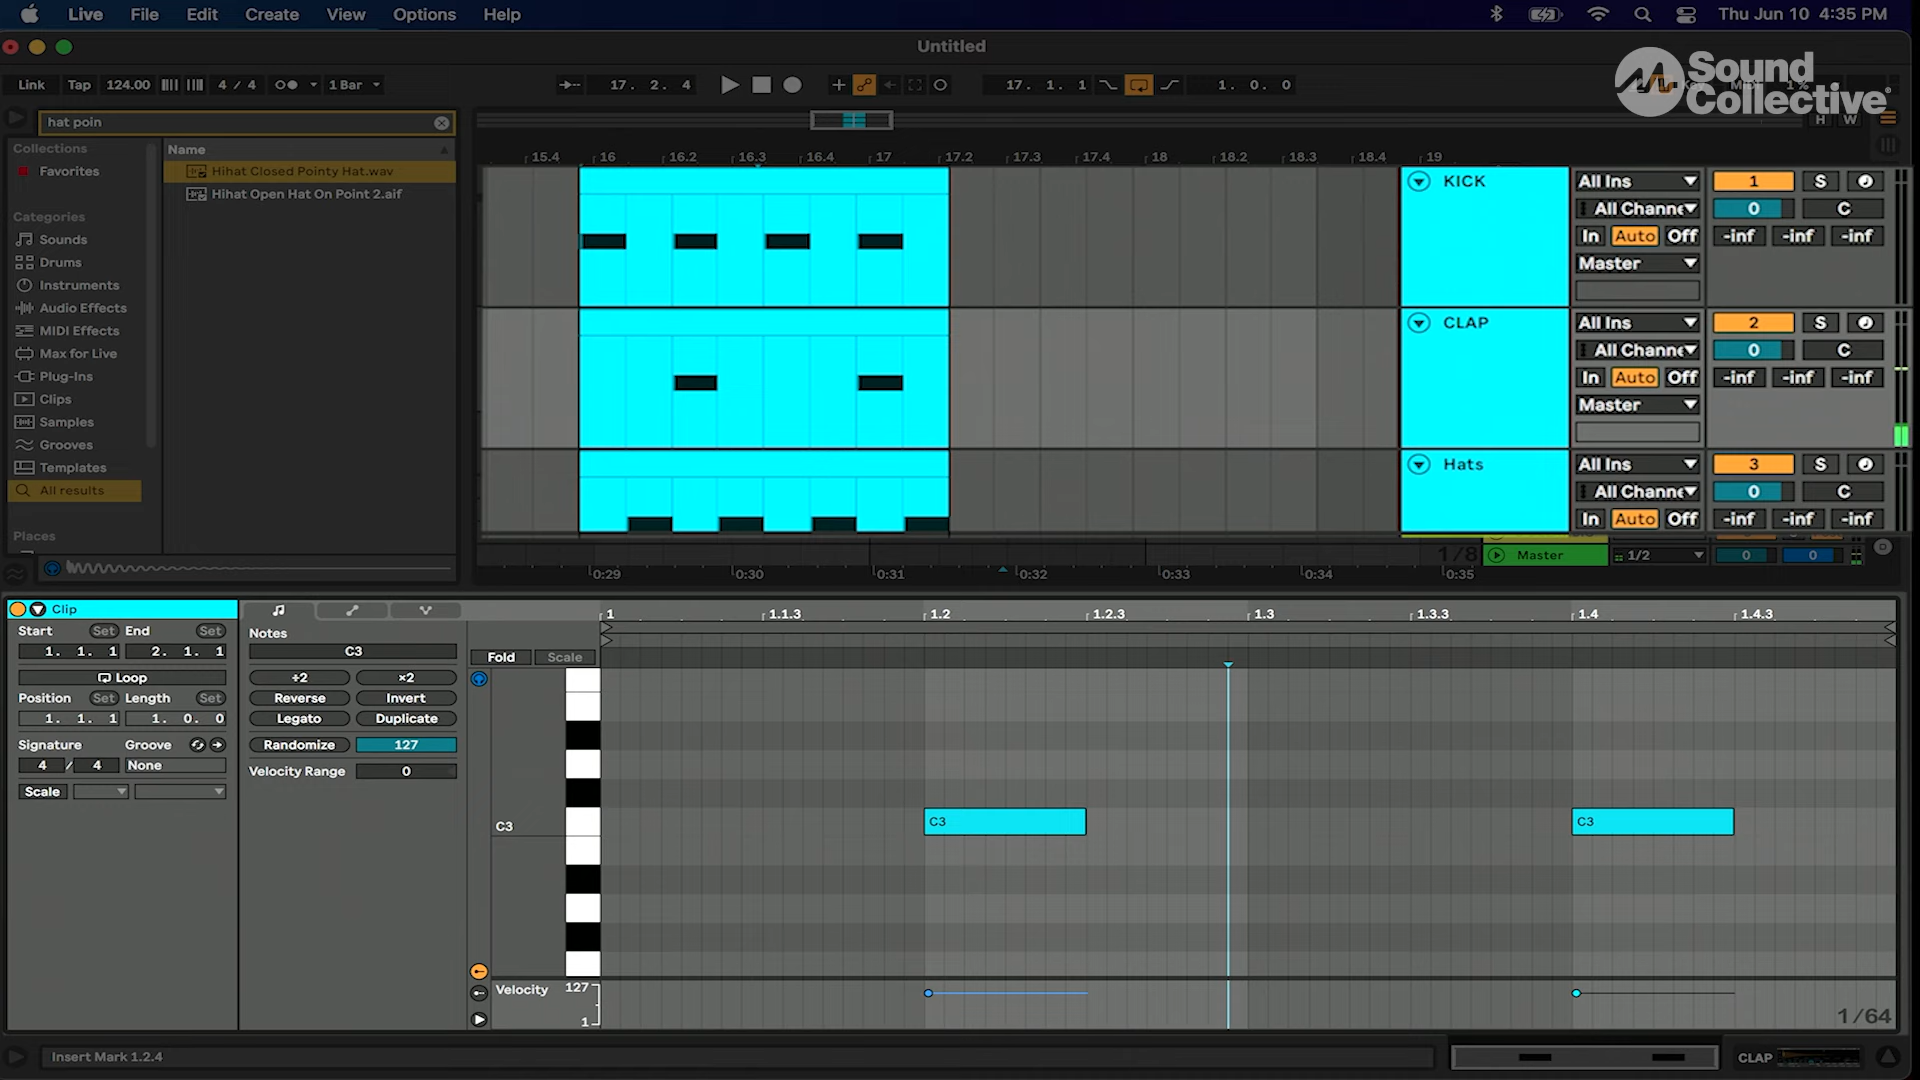 Live File Edit Create View Options Help
Thu Jun 10 4:35 PM
Untitled
Link Tap 124.00 4 / 4 1 Bar 17. 2. 4 17. 1. 1 1. 0. 0
Sound
Collective
hat poin
H W
Collections
Favorites
Categories
Sounds
Drums
Instruments
Audio Effects
MIDI Effects
Max for Live
Plug-Ins
Clips
Samples
Grooves
Templates
All results
Places
Name
Hihat Closed Pointy Hat.wav
Hihat Open Hat On Point 2.aif
15.4 16 16.2 16.3 16.4 17 17.2 17.3 17.4 18 18.2 18.3 18.4 19
KICK All Ins 1 S
All Channe 0 C
In Auto Off -inf -inf -inf
Master
CLAP All Ins 2 S
All Channe 0 C
In Auto Off -inf -inf -inf
Master
Hats All Ins 3 S
All Channe 0 C
In Auto Off -inf -inf -inf
1/8 Master 1/2 0 0
0:29 0:30 0:31 0:32 0:33 0:34 0:35
Clip
Start Set End Set
1. 1. 1 2. 1. 1
Loop
Position Set Length Set
1. 1. 1 1. 0. 0
Signature Groove
4 / 4 None
Scale
Notes
C3
÷2 ×2
Reverse Invert
Legato Duplicate
Randomize 127
Velocity Range 0
1 1.1.3 1.2 1.2.3 1.3 1.3.3 1.4 1.4.3
Fold Scale
C3
C3 C3
Velocity 127
1
1/64
Insert Mark 1.2.4
CLAP